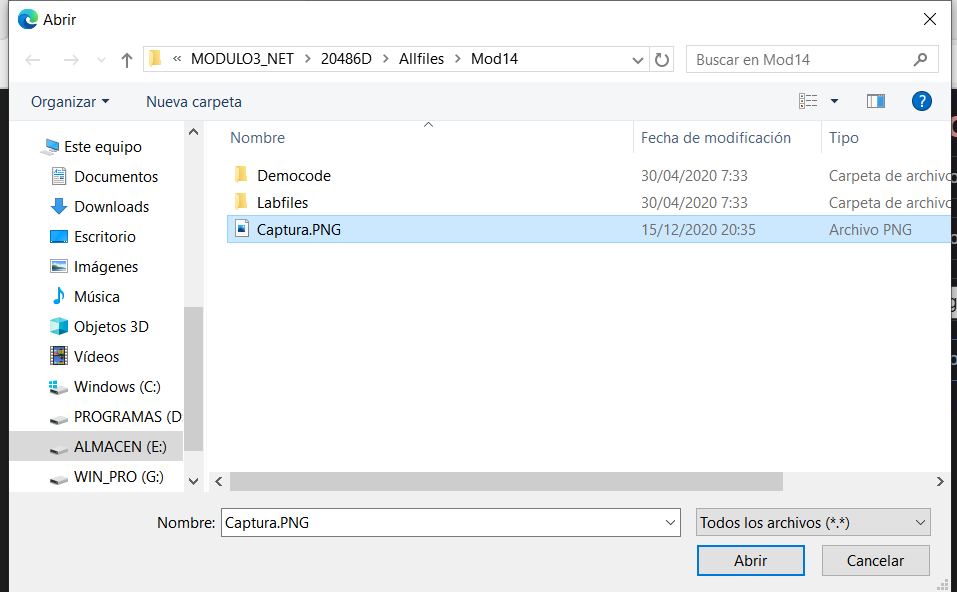 Abrir
« MODULO3_NET > 20486D > Allfiles > Mod14
Buscar en Mod14
Organizar
Nueva carpeta
?
Nombre
Fecha de modificación
Tipo
Este equipo
Documentos
Downloads
Escritorio
Imágenes
Música
Objetos 3D
Vídeos
Windows (C:)
PROGRAMAS (D:
ALMACEN (E:)
WIN_PRO (G:)
Democode 30/04/2020 7:33 Carpeta de archivo
Labfiles 30/04/2020 7:33 Carpeta de archivo
Captura.PNG 15/12/2020 20:35 Archivo PNG
Nombre: Captura.PNG
Todos los archivos (*.*)
Abrir
Cancelar